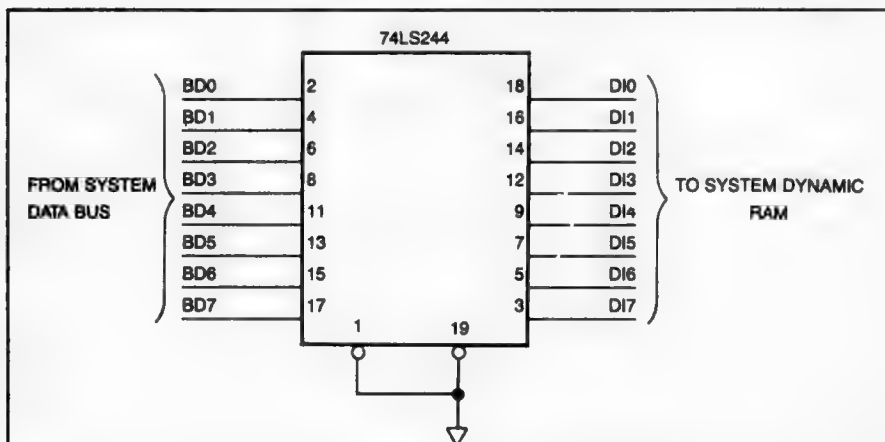 74LS244
BD0 2 18 DI0
BD1 4 16 DI1
BD2 6 14 DI2
BD3 8 12 DI3
FROM SYSTEM DATA BUS
BD4 11 9 DI4
TO SYSTEM DYNAMIC RAM
BD5 13 7 DI5
BD6 15 5 DI6
BD7 17 3 DI7
1 19